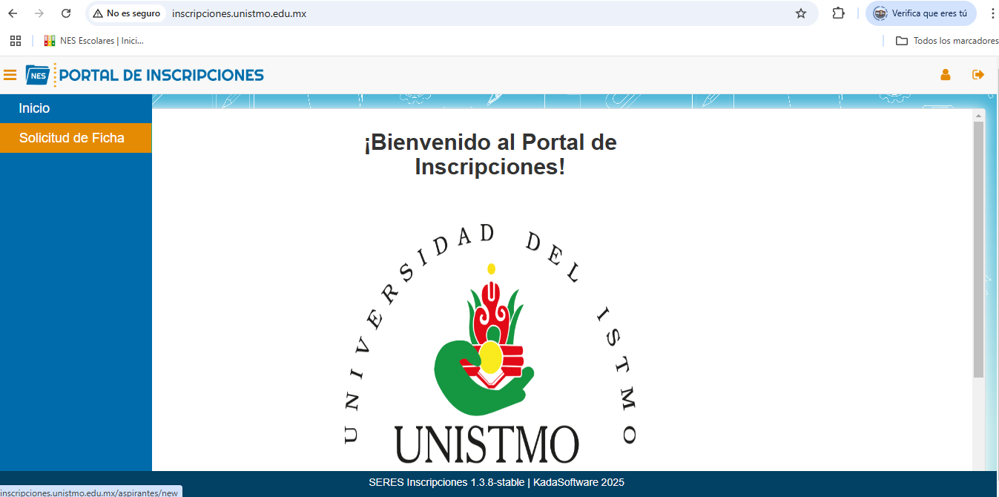 No es seguro inscripciones.unistmo.edu.mx Verifica que eres tú
NES Escolares | Inici... Todos los marcadores
NES PORTAL DE INSCRIPCIONES
Inicio
Solicitud de Ficha
¡Bienvenido al Portal de
Inscripciones!
UNIVERSIDAD DEL ISTMO
UNISTMO
SERES Inscripciones 1.3.8-stable | KadaSoftware 2025
inscripciones.unistmo.edu.mx/aspirantes/new